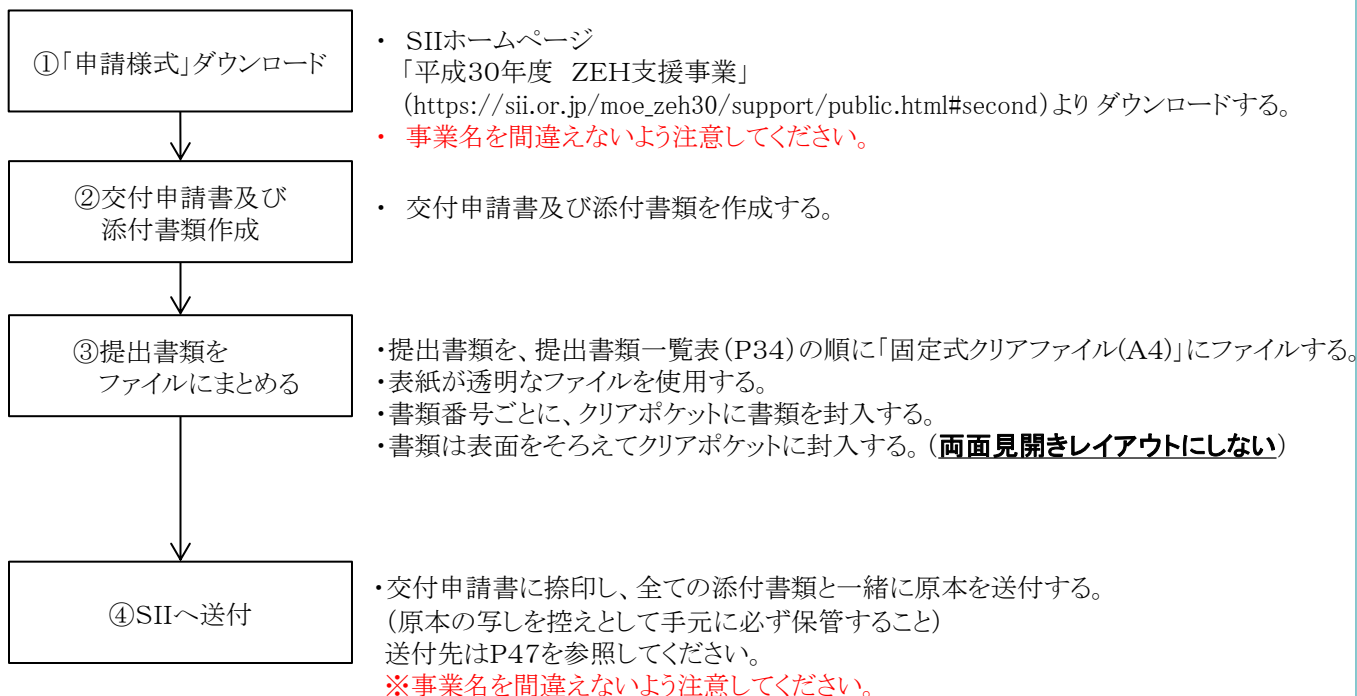 ①「申請様式」ダウンロード
・ SIIホームページ
「平成30年度　ZEH支援事業」
(https://sii.or.jp/moe_zeh30/support/public.html#second)より ダウンロードする。
・ 事業名を間違えないよう注意してください。
②交付申請書及び
添付書類作成
・ 交付申請書及び添付書類を作成する。
③提出書類を
ファイルにまとめる
・提出書類を、提出書類一覧表（P34）の順に「固定式クリアファイル(A4)」にファイルする。
・表紙が透明なファイルを使用する。
・書類番号ごとに、クリアポケットに書類を封入する。
・書類は表面をそろえてクリアポケットに封入する。（両面見開きレイアウトにしない）
④SIIへ送付
・交付申請書に捺印し、全ての添付書類と一緒に原本を送付する。
（原本の写しを控えとして手元に必ず保管すること）
送付先はP47を参照してください。
※事業名を間違えないよう注意してください。